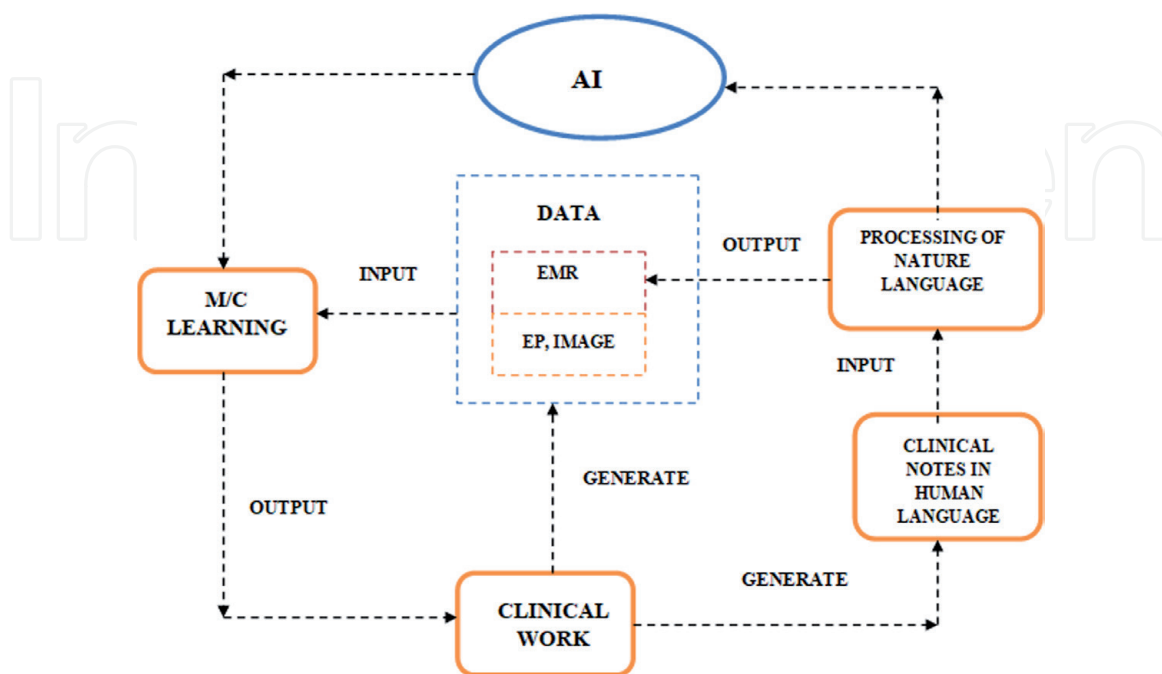 AI
DATA
PROCESSING OF
NATURE
LANGUAGE
OUTPUT
EMR
INPUT
M/C
LEARNING
EP, IMAGE
INPUT
CLINICAL
NOTES IN
HUMAN
LANGUAGE
GENERATE
OUTPUT
GENERATE
CLINICAL
WORK